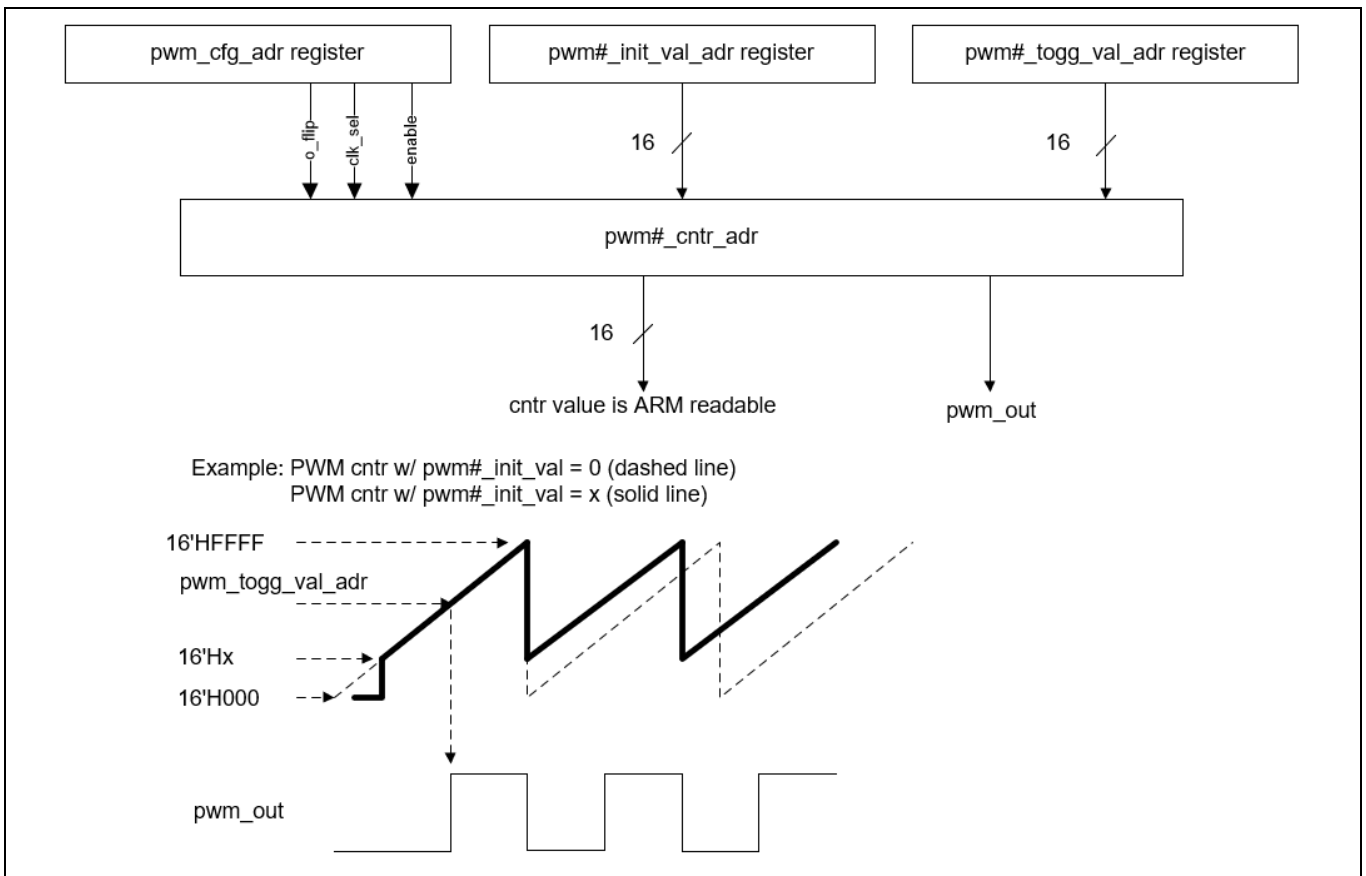 pwm_cfg_adr register
pwm#_init_val_adr register
pwm#_togg_val_adr register
o_flip
clk_sel
enable
16
16
pwm#_cntr_adr
16
cntr value is ARM readable
pwm_out
Example: PWM cntr w/ pwm#_init_val = 0 (dashed line)
PWM cntr w/ pwm#_init_val = x (solid line)
16'HFFFF
pwm_togg_val_adr
16'Hx
16'H000
pwm_out